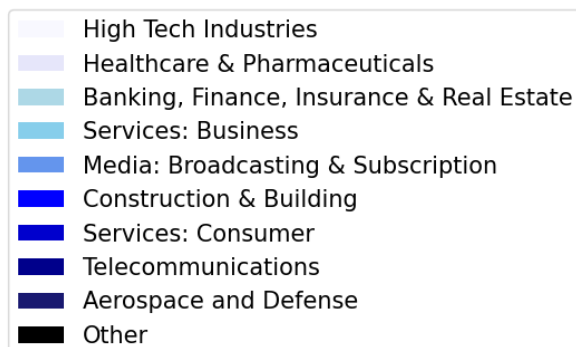 High Tech Industries
Healthcare & Pharmaceuticals
Banking, Finance, Insurance & Real Estate
Services: Business
Media: Broadcasting & Subscription
Construction & Building
Services: Consumer
Telecommunications
Aerospace and Defense
Other